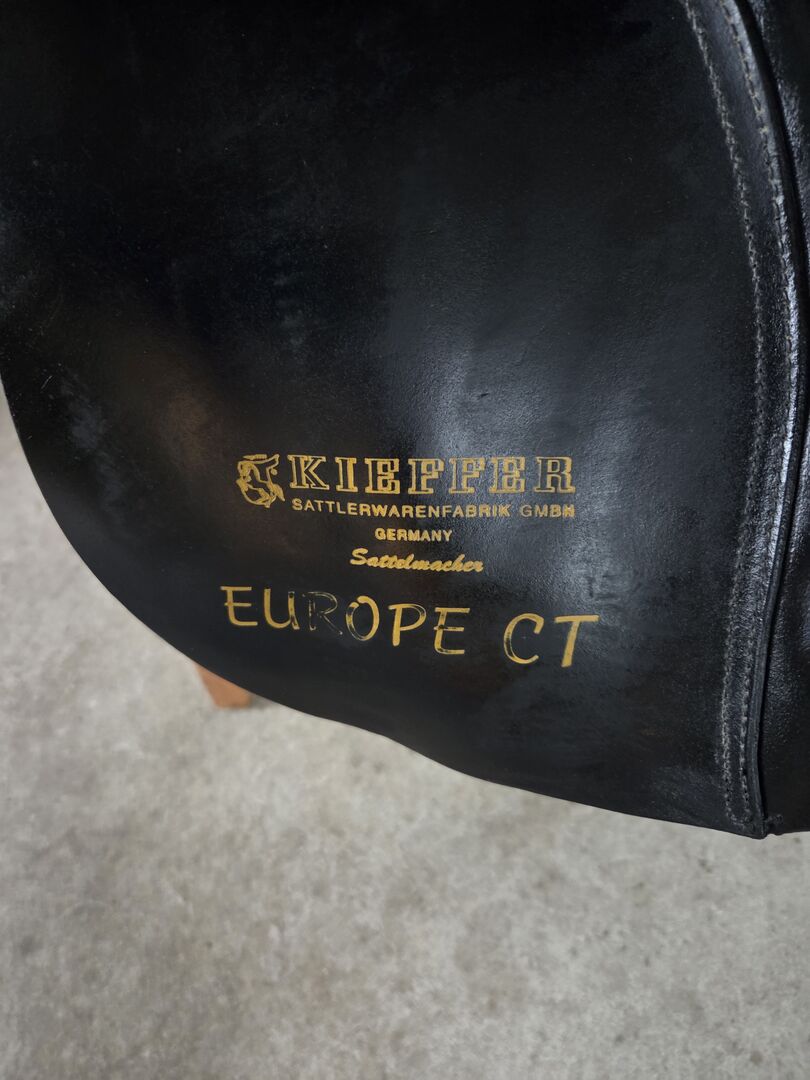 KIEFFER
SATTLERWARENFABRIK GMBH
GERMANY
Sattelmacher
EUROPE CT